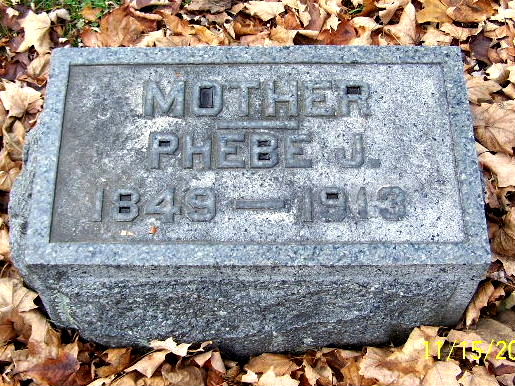 MOTHER
PHEBE J.
1849 — 1913